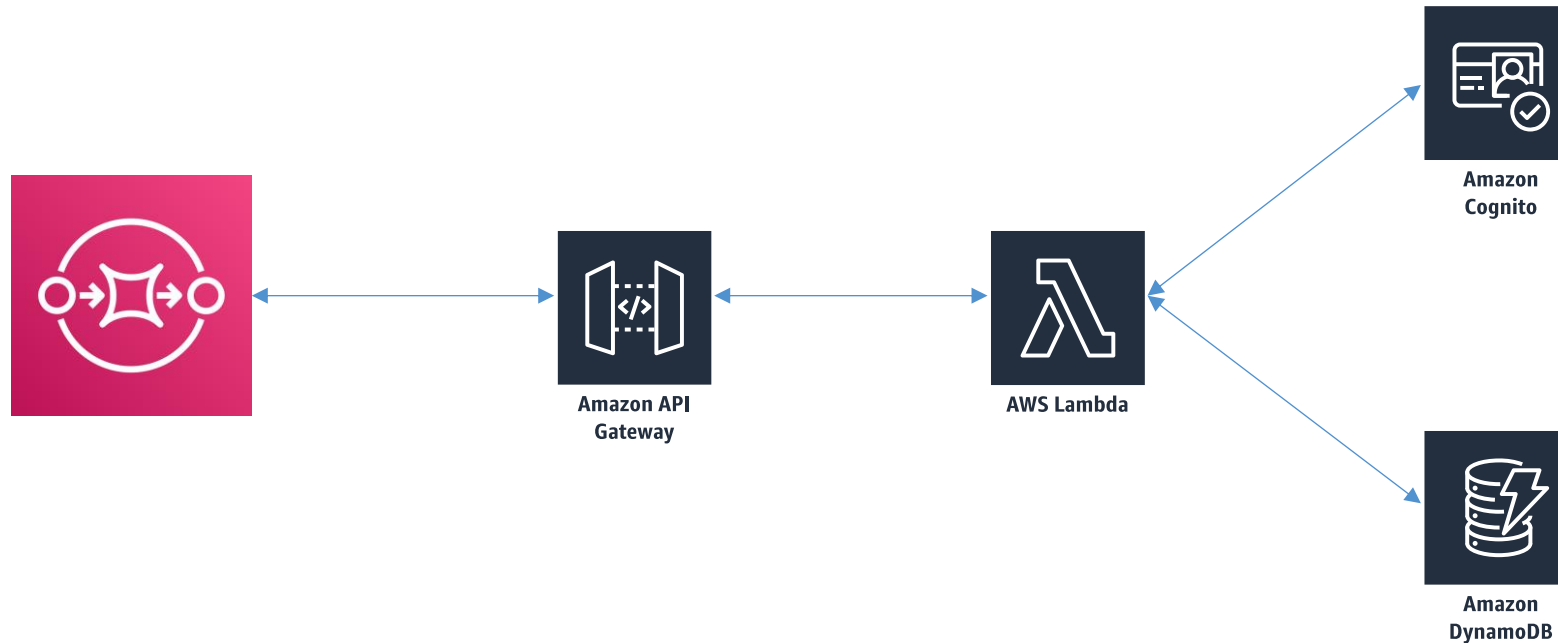 Amazon
Cognito
Amazon API
Gateway
</>
AWS Lambda
Amazon
DynamoDB